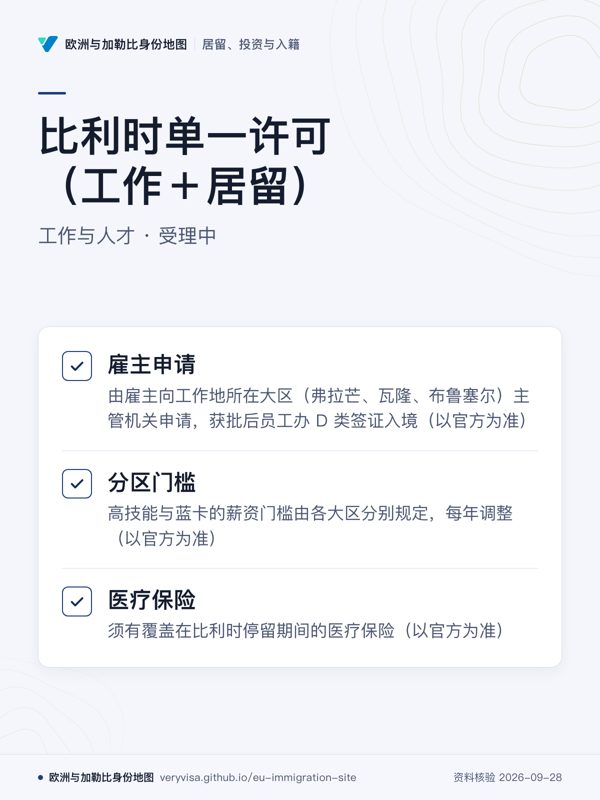 欧洲与加勒比身份地图 居留、投资与入籍
比利时单一许可
（工作＋居留）
工作与人才 · 受理中
雇主申请
由雇主向工作地所在大区（弗拉芒、瓦隆、布鲁塞尔）主
管机关申请，获批后员工办 D 类签证入境（以官方为准）
分区门槛
高技能与蓝卡的薪资门槛由各大区分别规定，每年调整
（以官方为准）
医疗保险
须有覆盖在比利时停留期间的医疗保险（以官方为准）
欧洲与加勒比身份地图 veryvisa.github.io/eu-immigration-site 资料核验 2026-09-28